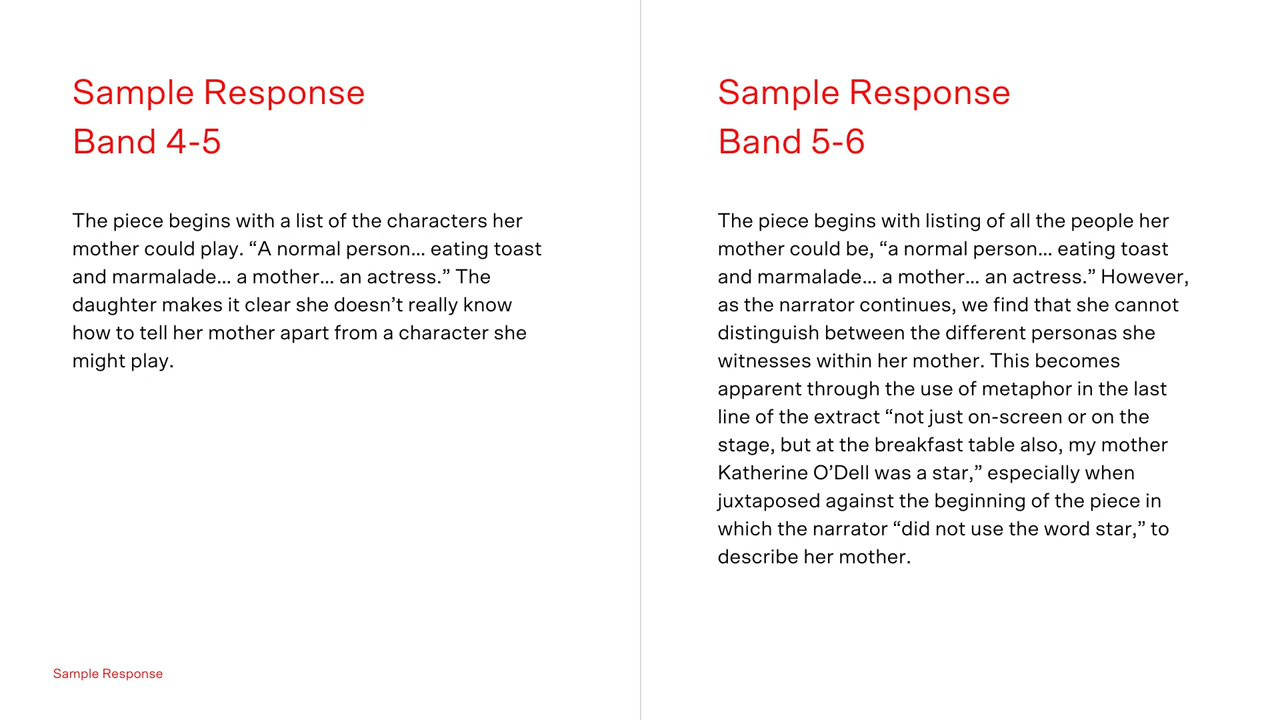 Sample Response
Band 4-5
The piece begins with a list of the characters her
mother could play. “A normal person... eating toast
and marmalade... a mother... an actress.” The
daughter makes it clear she doesn’t really know
how to tell her mother apart from a character she
might play.
Sample Response
Band 5-6
The piece begins with listing of all the people her
mother could be, “a normal person... eating toast
and marmalade... a mother... an actress.” However,
as the narrator continues, we find that she cannot
distinguish between the different personas she
witnesses within her mother. This becomes
apparent through the use of metaphor in the last
line of the extract “not just on-screen or on the
stage, but at the breakfast table also, my mother
Katherine O’Dell was a star,” especially when
juxtaposed against the beginning of the piece in
which the narrator “did not use the word star,” to
describe her mother.
Sample Response